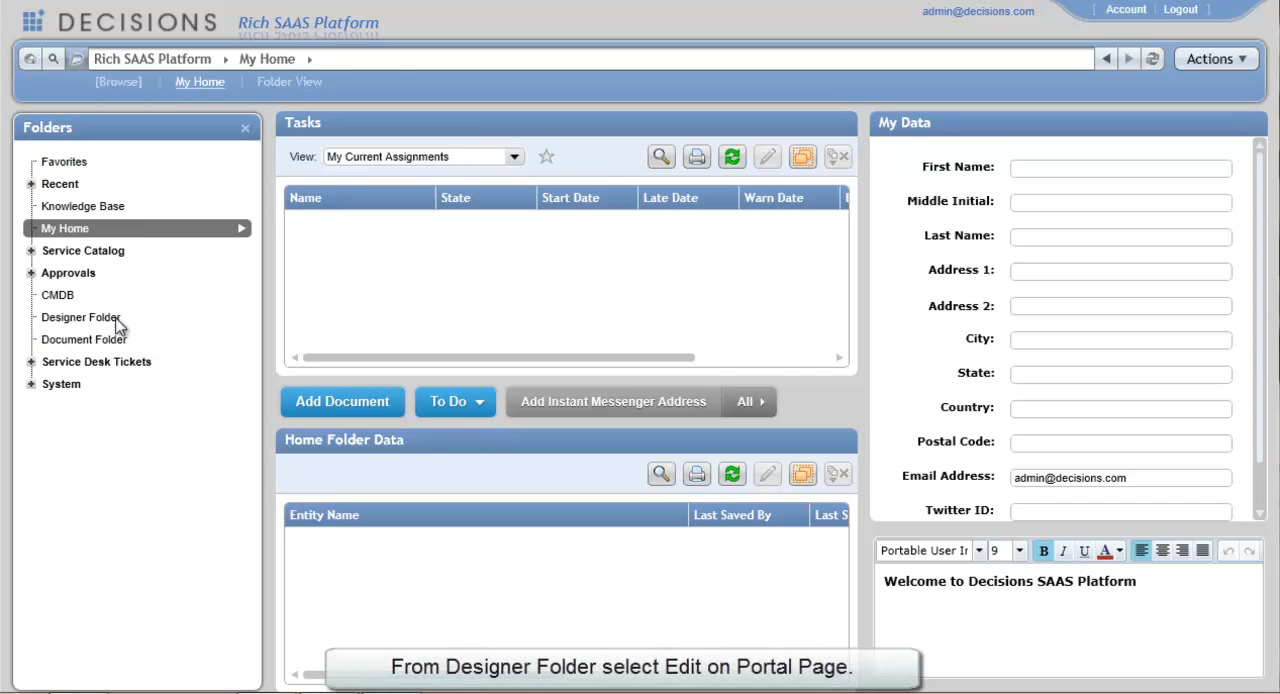 DECISIONS
Rich SAAS Platform
admin@decisions.com
[ Account | Logout ]
Rich SAAS Platform
My Home
Actions
[Browse] | My Home | Folder View
Folders
Favorites
Recent
Knowledge Base
My Home
Service Catalog
Approvals
CMDB
Designer Folder
Document Folder
Service Desk Tickets
System
Tasks
View: My Current Assignments
Name State Start Date Late Date Warn Date
Add Document
To Do
Add Instant Messenger Address
All
Home Folder Data
Entity Name Last Saved By Last S
My Data
First Name:
Middle Initial:
Last Name:
Address 1:
Address 2:
City:
State:
Country:
Postal Code:
Email Address: admin@decisions.com
Twitter ID:
Portable User Ir 9 B I U A
Welcome to Decisions SAAS Platform
From Designer Folder select Edit on Portal Page.